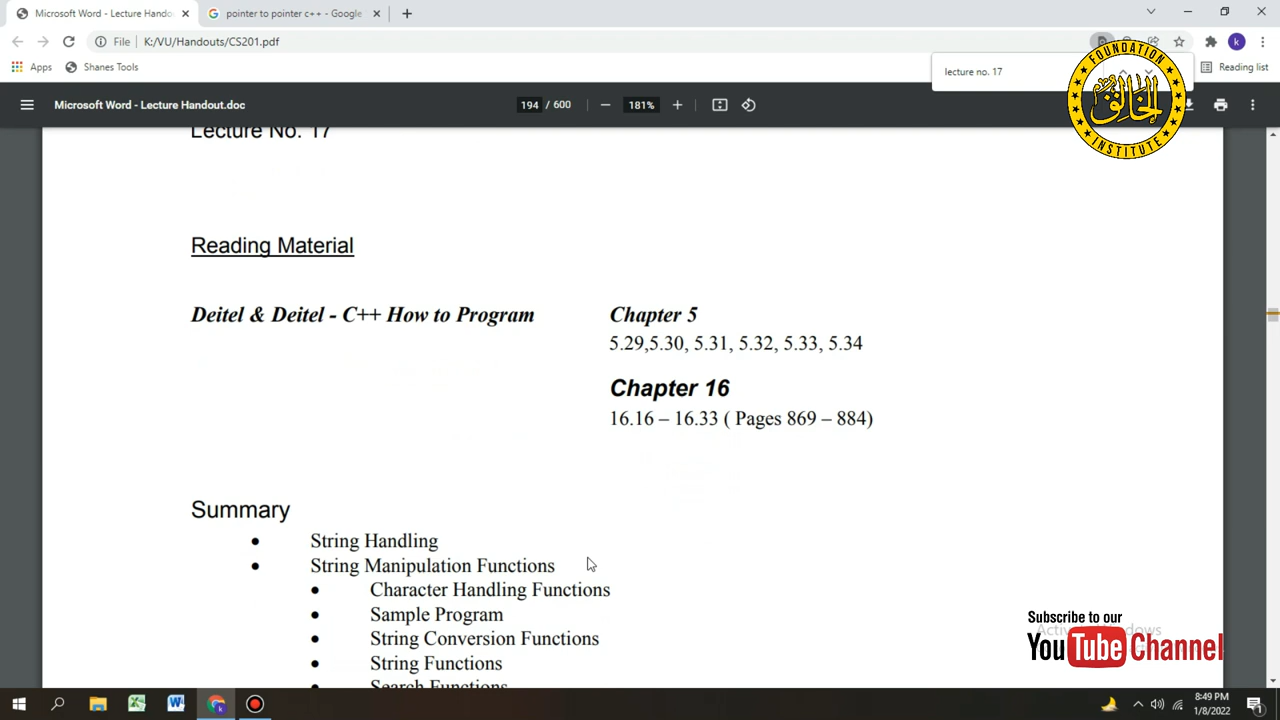 Microsoft Word - Lecture Hando
pointer to pointer c++ - Google
File
K:/VU/Handouts/CS201.pdf
Apps
Shanes Tools
lecture no. 17
k
Reading list
Microsoft Word - Lecture Handout.doc
194 / 600
181%
FOUNDATION
الخالق
INSTITUTE
Lecture No. 17
Reading Material
Deitel & Deitel - C++ How to Program
Chapter 5
5.29,5.30, 5.31, 5.32, 5.33, 5.34
Chapter 16
16.16 – 16.33 ( Pages 869 – 884)
Summary
• String Handling
• String Manipulation Functions
• Character Handling Functions
• Sample Program
• String Conversion Functions
• String Functions
• Search Functions
Subscribe to our
YouTube Channel
8:49 PM
1/8/2022